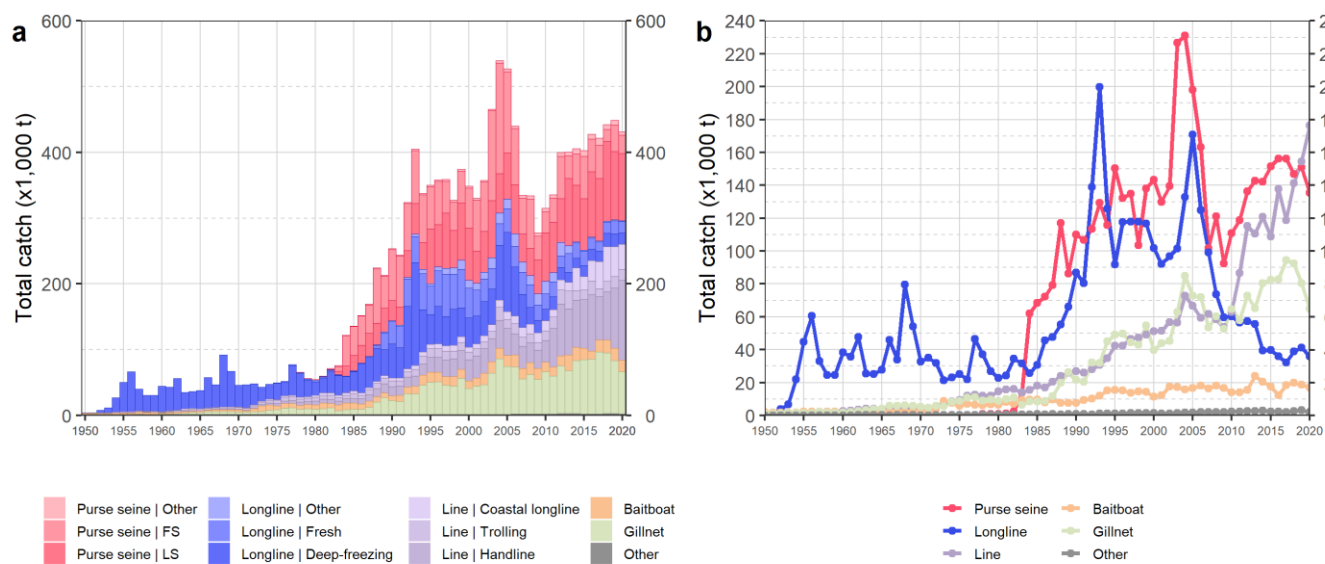 a
Total catch (x1,000 t)
600
400
200
0
600
400
200
0
1950 1955 1960 1965 1970 1975 1980 1985 1990 1995 2000 2005 2010 2015 2020
Purse seine | Other
Purse seine | FS
Purse seine | LS
Longline | Other
Longline | Fresh
Longline | Deep-freezing
Line | Coastal longline
Line | Trolling
Line | Handline
Baitboat
Gillnet
Other
b
Total catch (x1,000 t)
240
220
200
180
160
140
120
100
80
60
40
20
0
1950 1955 1960 1965 1970 1975 1980 1985 1990 1995 2000 2005 2010 2015 2020
Purse seine
Longline
Line
Baitboat
Gillnet
Other